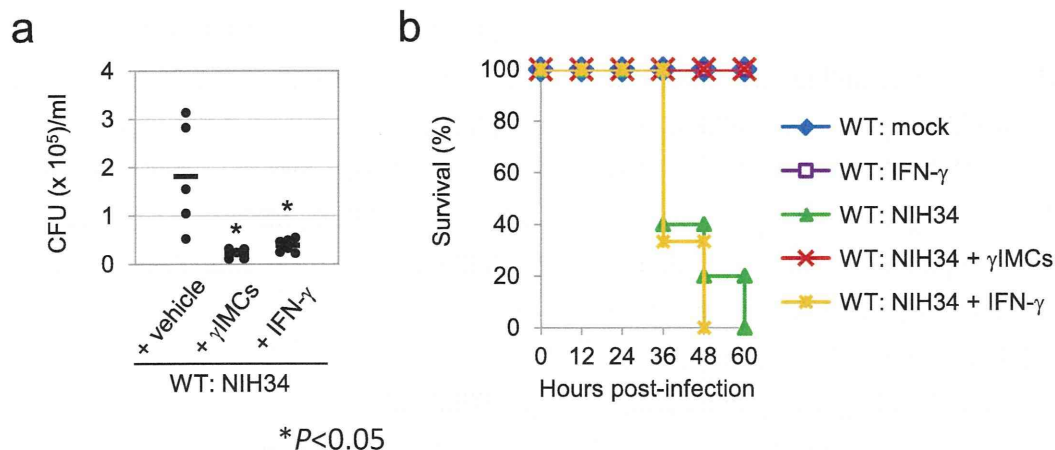 a
CFU (x 10⁵)/ml
4
3
2
1
0
*
*
+ vehicle
+ γIMCs
+ IFN-γ
WT: NIH34
*P<0.05
b
Survival (%)
100
80
60
40
20
0
0 12 24 36 48 60
Hours post-infection
WT: mock
WT: IFN-γ
WT: NIH34
WT: NIH34 + γIMCs
WT: NIH34 + IFN-γ